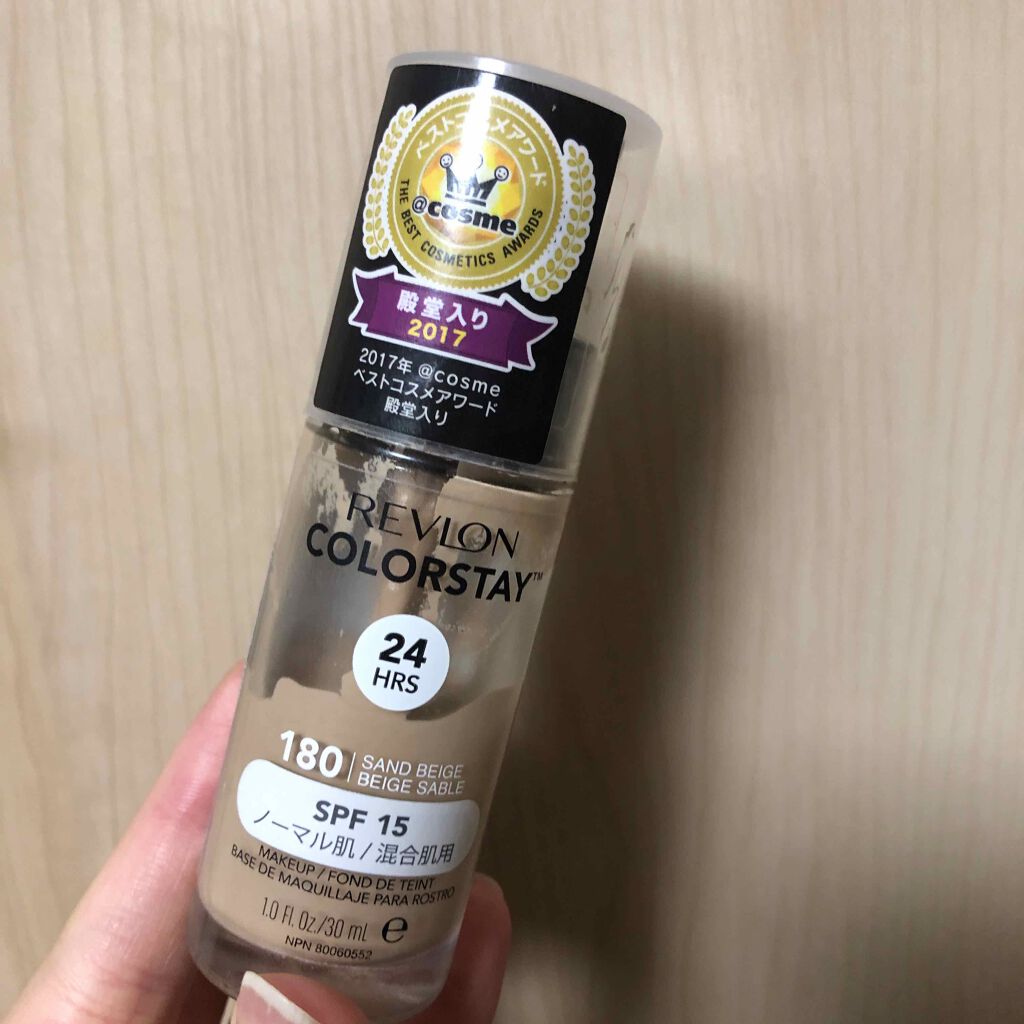 ベストコスメアワード
@cosme
THE BEST COSMETICS AWARDS
殿堂入り
2017
2017年 @cosme
ベストコスメアワード
殿堂入り
REVLON
COLORSTAY™
24
HRS
180 | SAND BEIGE
BEIGE SABLE
SPF 15
ノーマル肌 / 混合肌用
MAKEUP / FOND DE TEINT
BASE DE MAQUILLAJE PARA ROSTRO
1.0 Fl. Oz./30 mL e
NPN 80060552